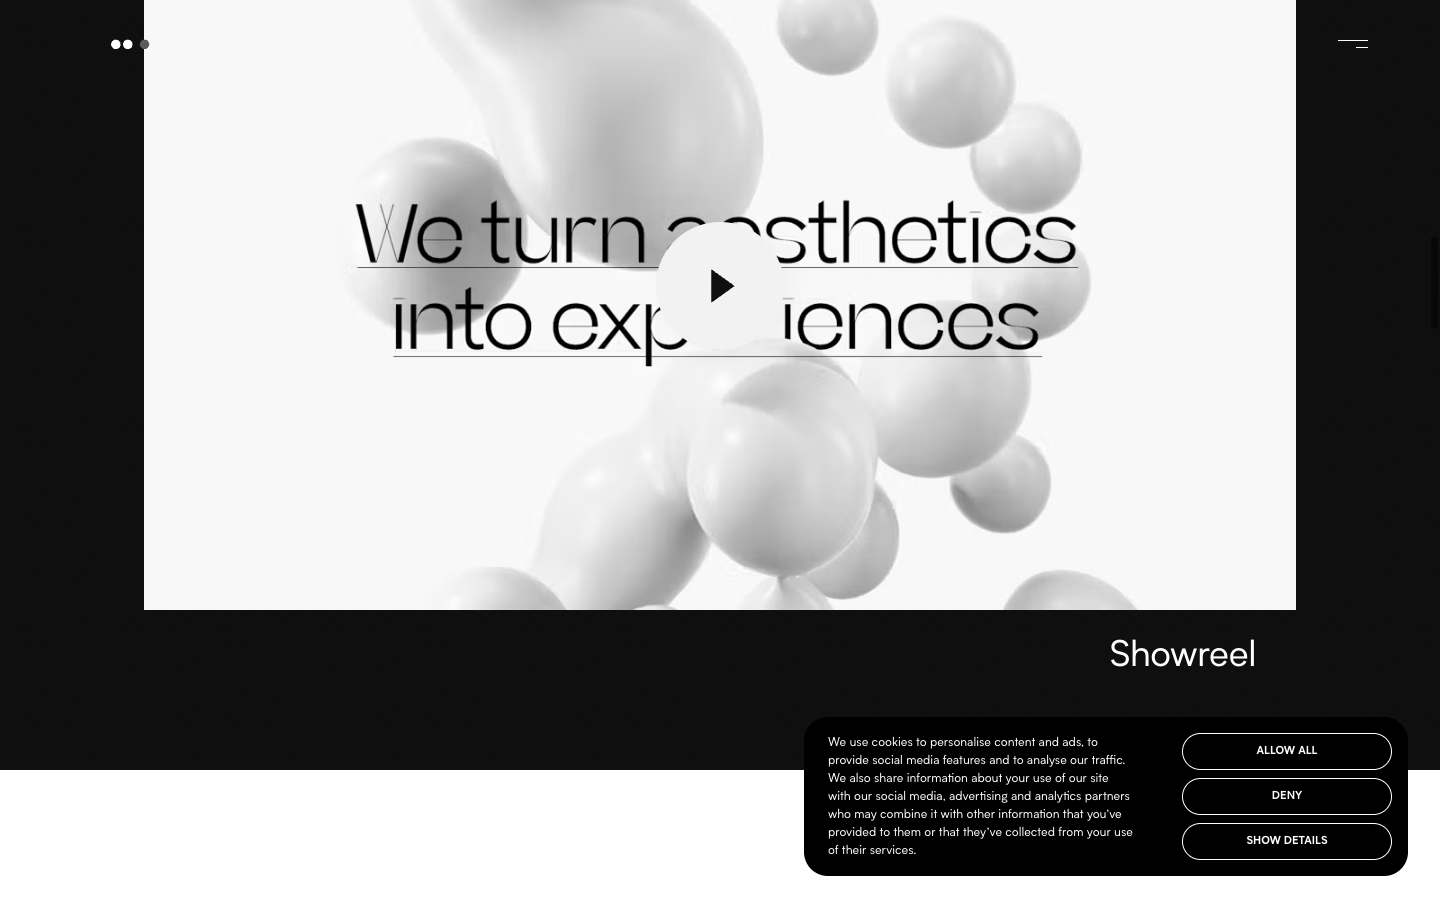 We turn aesthetics
into experiences
Showreel
We use cookies to personalise content and ads, to
provide social media features and to analyse our traffic.
We also share information about your use of our site
with our social media, advertising and analytics partners
who may combine it with other information that you've
provided to them or that they've collected from your use
of their services.
ALLOW ALL
DENY
SHOW DETAILS